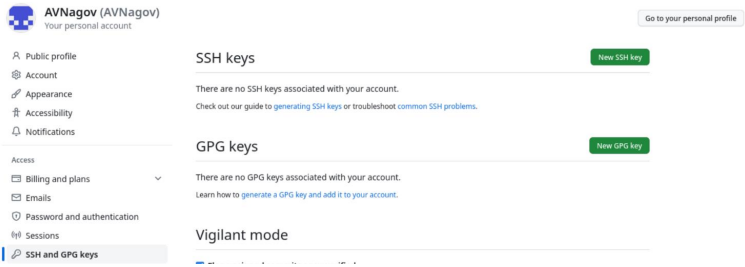 AVNagov (AVNagov)
Your personal account
Go to your personal profile
Public profile
Account
Appearance
Accessibility
Notifications
Access
Billing and plans
Emails
Password and authentication
Sessions
SSH and GPG keys
SSH keys
New SSH key
There are no SSH keys associated with your account.
Check out our guide to generating SSH keys or troubleshoot common SSH problems.
GPG keys
New GPG key
There are no GPG keys associated with your account.
Learn how to generate a GPG key and add it to your account.
Vigilant mode